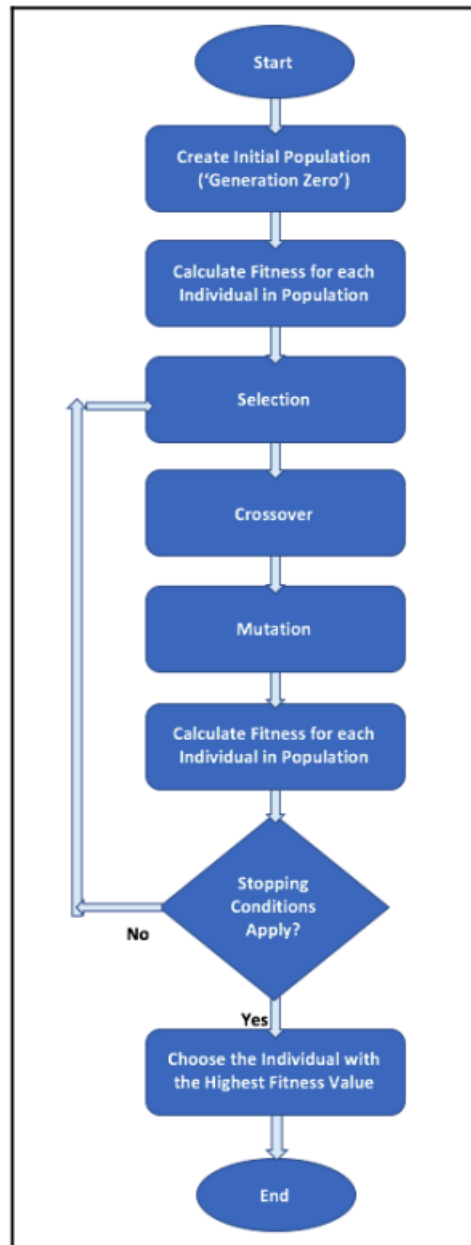 Start
Create Initial Population
(‘Generation Zero’)
Calculate Fitness for each
Individual in Population
Selection
Crossover
Mutation
Calculate Fitness for each
Individual in Population
Stopping
Conditions
Apply?
No
Yes
Choose the Individual with
the Highest Fitness Value
End